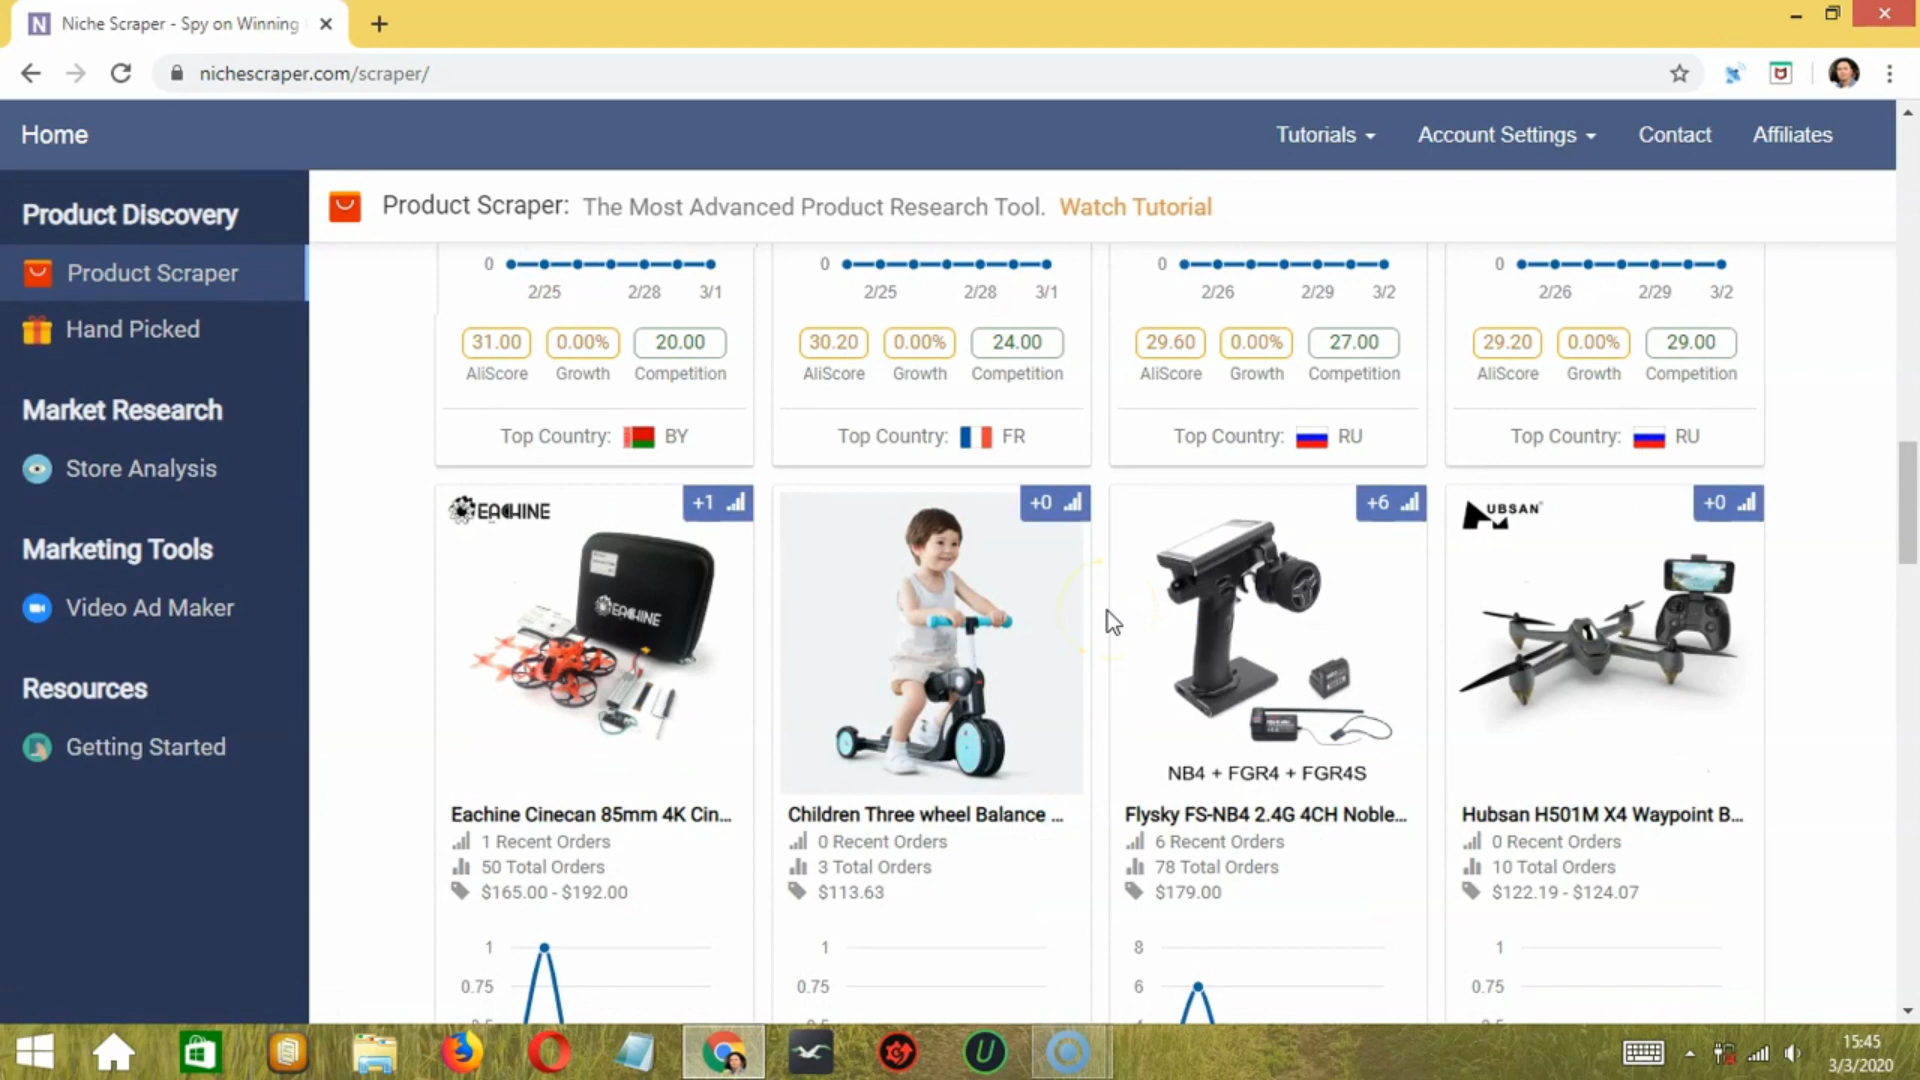 N Niche Scraper - Spy on Winning
nichescraper.com/scraper/
Home
Tutorials
Account Settings
Contact
Affiliates
Product Discovery
Product Scraper
Hand Picked
Market Research
Store Analysis
Marketing Tools
Video Ad Maker
Resources
Getting Started
Product Scraper: The Most Advanced Product Research Tool. Watch Tutorial
0
2/25 2/28 3/1
31.00 0.00% 20.00
AliScore Growth Competition
Top Country: BY
0
2/25 2/28 3/1
30.20 0.00% 24.00
AliScore Growth Competition
Top Country: FR
0
2/26 2/29 3/2
29.60 0.00% 27.00
AliScore Growth Competition
Top Country: RU
0
2/26 2/29 3/2
29.20 0.00% 29.00
AliScore Growth Competition
Top Country: RU
EACHINE
+1
EACHINE
Eachine Cinecan 85mm 4K Cin...
1 Recent Orders
50 Total Orders
$165.00 - $192.00
1
0.75
+0
Children Three wheel Balance ...
0 Recent Orders
3 Total Orders
$113.63
1
0.75
+6
NB4 + FGR4 + FGR4S
Flysky FS-NB4 2.4G 4CH Noble...
6 Recent Orders
78 Total Orders
$179.00
8
6
HUBSAN
+0
Hubsan H501M X4 Waypoint B...
0 Recent Orders
10 Total Orders
$122.19 - $124.07
1
0.75
15:45
3/3/2020